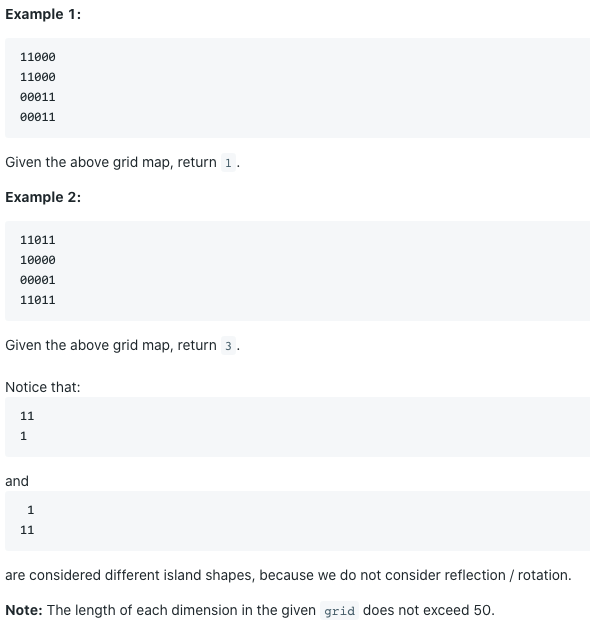 Example 1:
11000
11000
00011
00011
Given the above grid map, return 1 .
Example 2:
11011
10000
00001
11011
Given the above grid map, return 3 .
Notice that:
11
1
and
 1
11
are considered different island shapes, because we do not consider reflection / rotation.
Note: The length of each dimension in the given grid does not exceed 50.